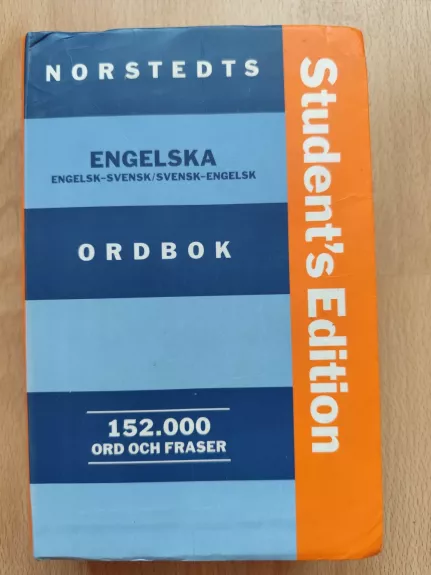 NORSTEDTS
ENGELSKA
ENGELSK–SVENSK/SVENSK–ENGELSK
ORDBOK
152.000
ORD OCH FRASER
Student's Edition